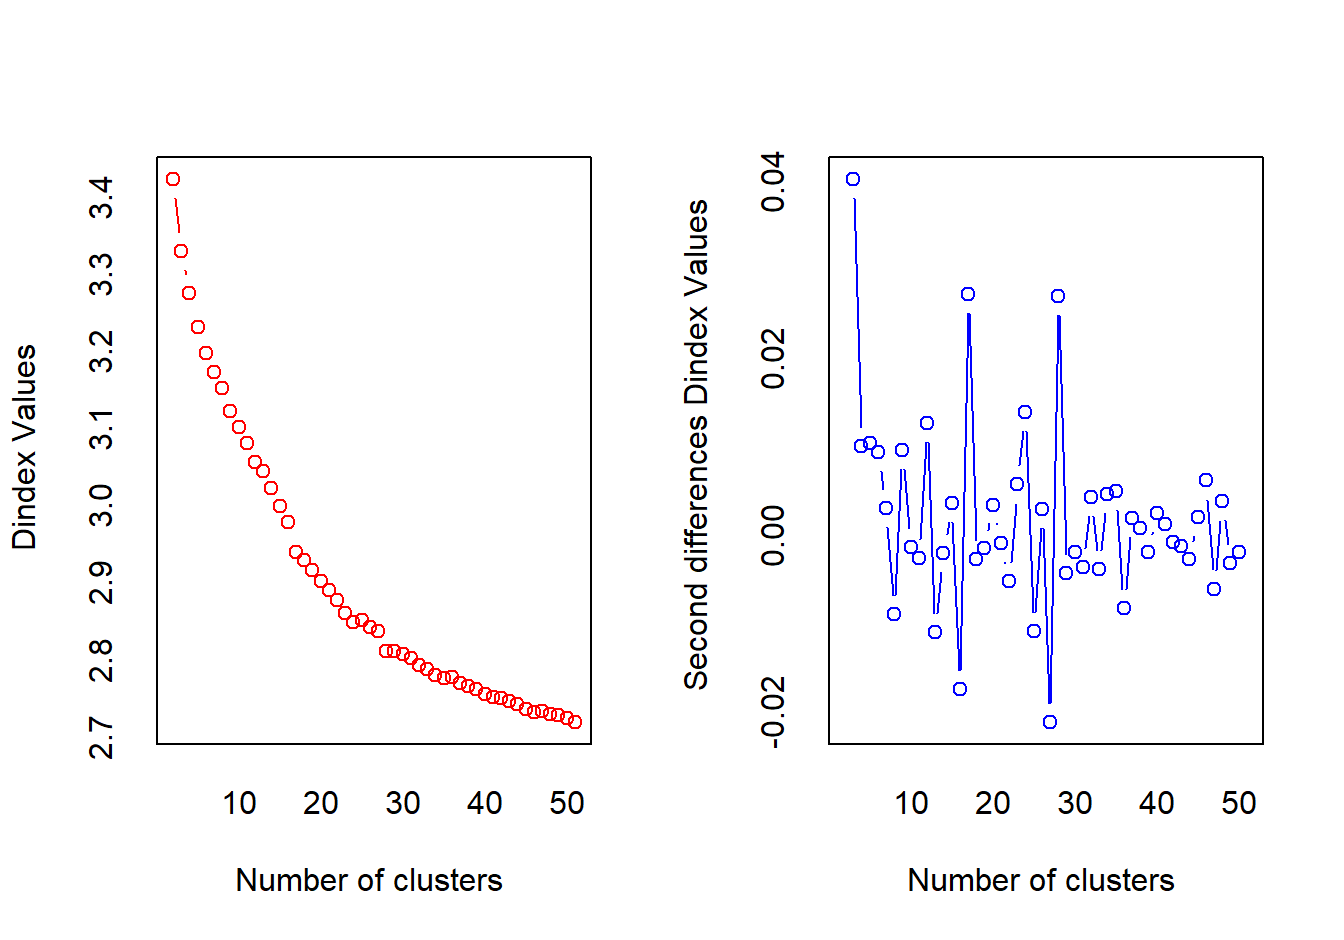 Dindex Values
3.4
3.3
3.2
3.1
3.0
2.9
2.8
2.7
10 20 30 40 50
Number of clusters
Second differences Dindex Values
0.04
0.02
0.00
-0.02
10 20 30 40 50
Number of clusters